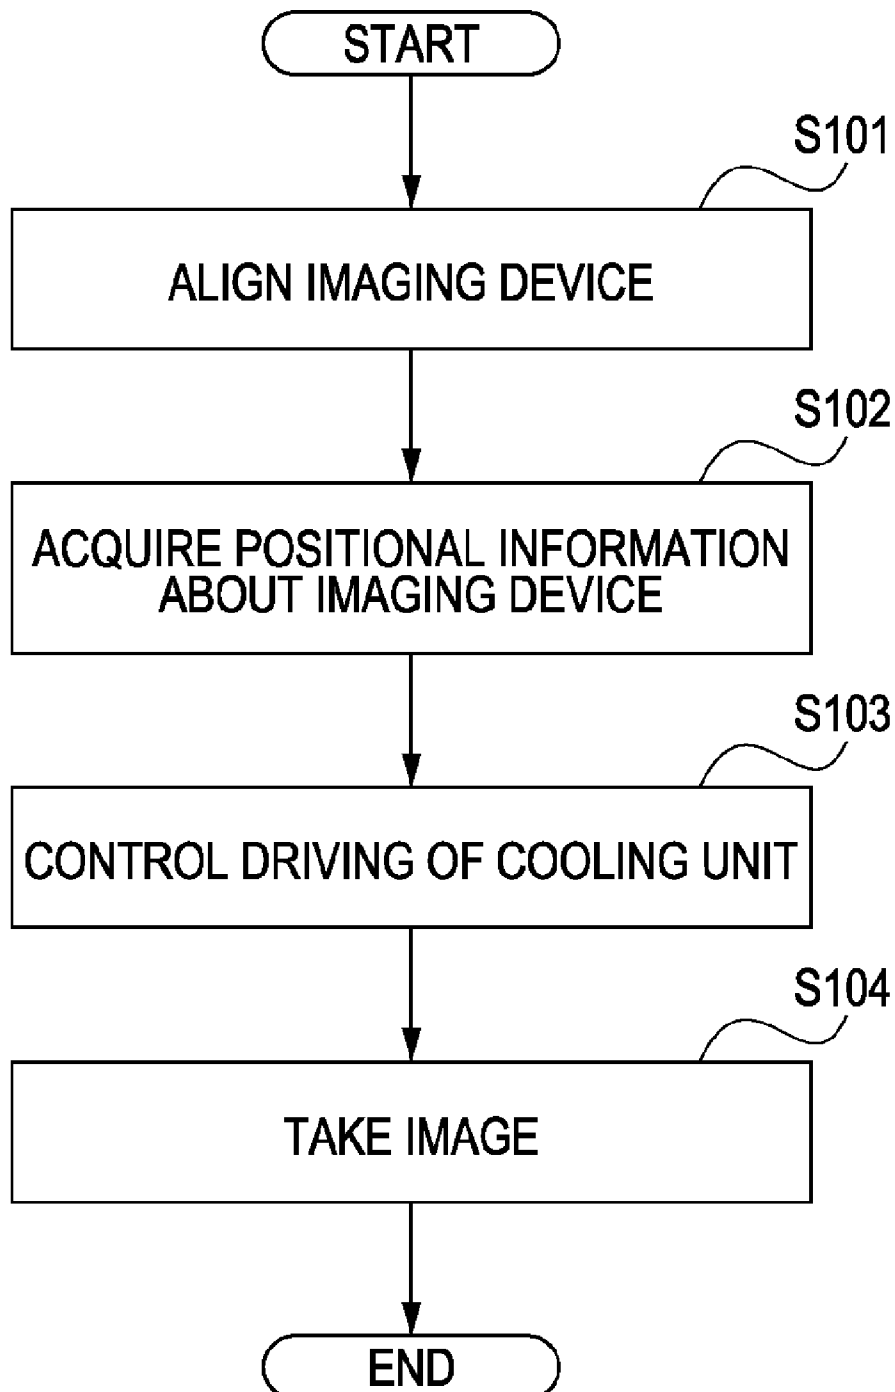 START
S101
ALIGN IMAGING DEVICE
S102
ACQUIRE POSITIONAL INFORMATION
ABOUT IMAGING DEVICE
S103
CONTROL DRIVING OF COOLING UNIT
S104
TAKE IMAGE
END